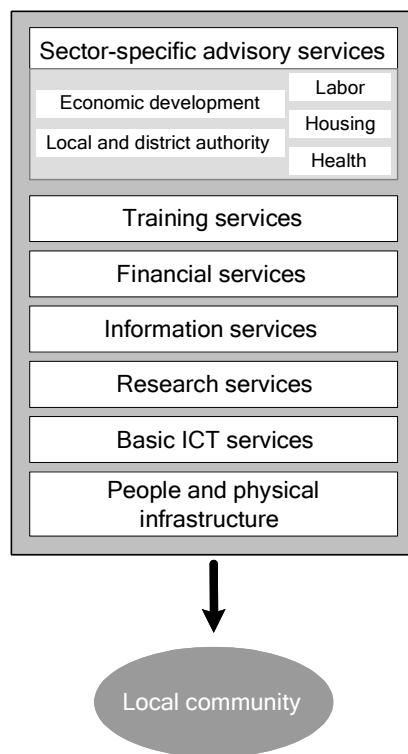 Sector-specific advisory services
Economic development
Local and district authority
Labor
Housing
Health
Training services
Financial services
Information services
Research services
Basic ICT services
People and physical
infrastructure
Local community